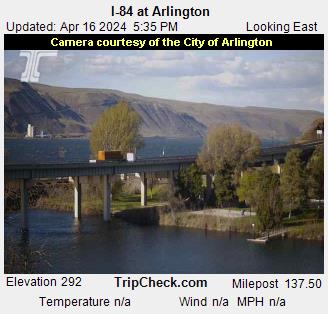 I-84 at Arlington
Updated: Apr 16 2024 5:35 PM Looking East
Camera courtesy of the City of Arlington
Elevation 292 TripCheck.com Milepost 137.50
Temperature n/a Wind n/a MPH n/a